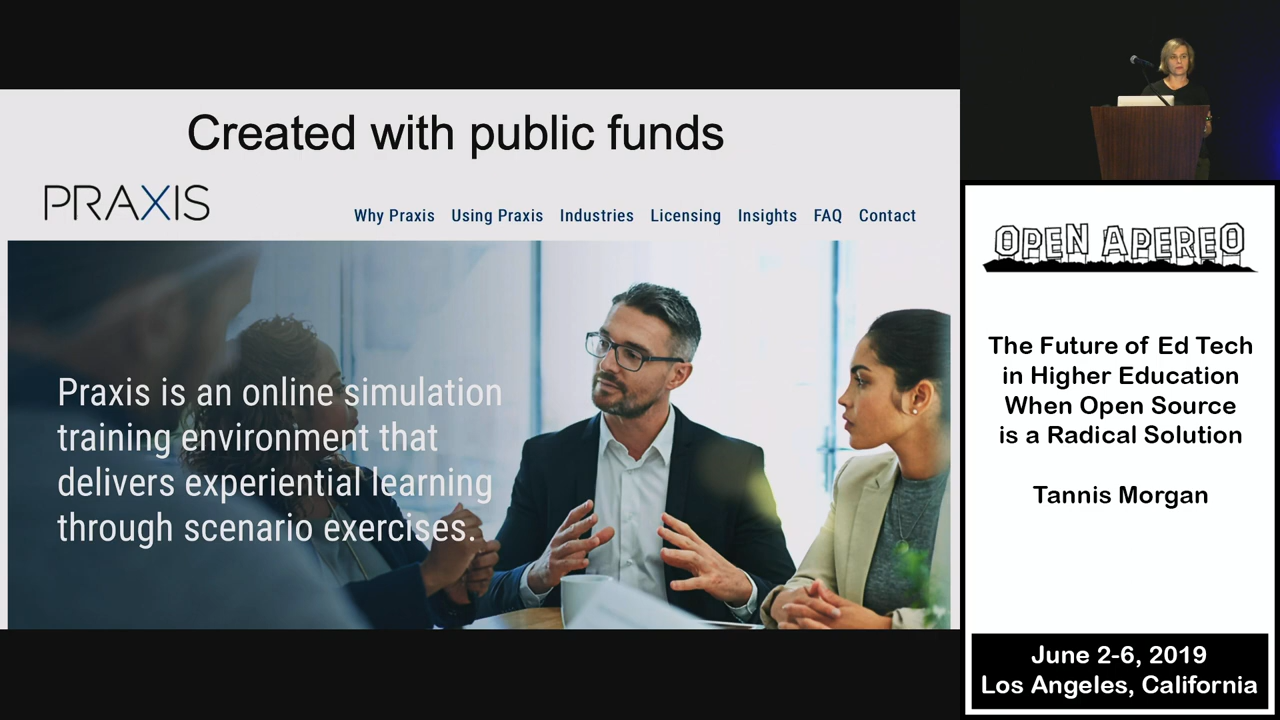 Created with public funds
PRAXIS
Why Praxis Using Praxis Industries Licensing Insights FAQ Contact
Praxis is an online simulation
training environment that
delivers experiential learning
through scenario exercises.
OPEN APEREO
The Future of Ed Tech
in Higher Education
When Open Source
is a Radical Solution
Tannis Morgan
June 2-6, 2019
Los Angeles, California